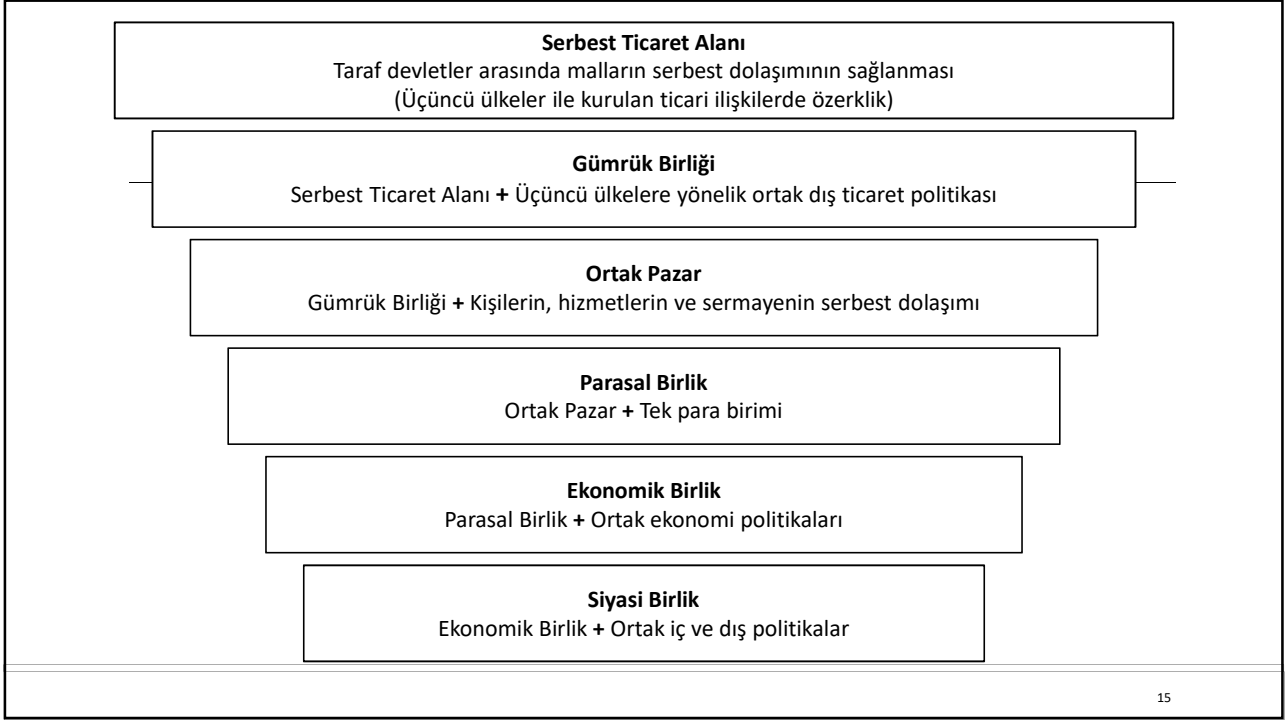 Serbest Ticaret Alanı
Taraf devletler arasında malların serbest dolaşımının sağlanması
(Üçüncü ülkeler ile kurulan ticari ilişkilerde özerklik)
Gümrük Birliği
Serbest Ticaret Alanı + Üçüncü ülkelere yönelik ortak dış ticaret politikası
Ortak Pazar
Gümrük Birliği + Kişilerin, hizmetlerin ve sermayenin serbest dolaşımı
Parasal Birlik
Ortak Pazar + Tek para birimi
Ekonomik Birlik
Parasal Birlik + Ortak ekonomi politikaları
Siyasi Birlik
Ekonomik Birlik + Ortak iç ve dış politikalar
15